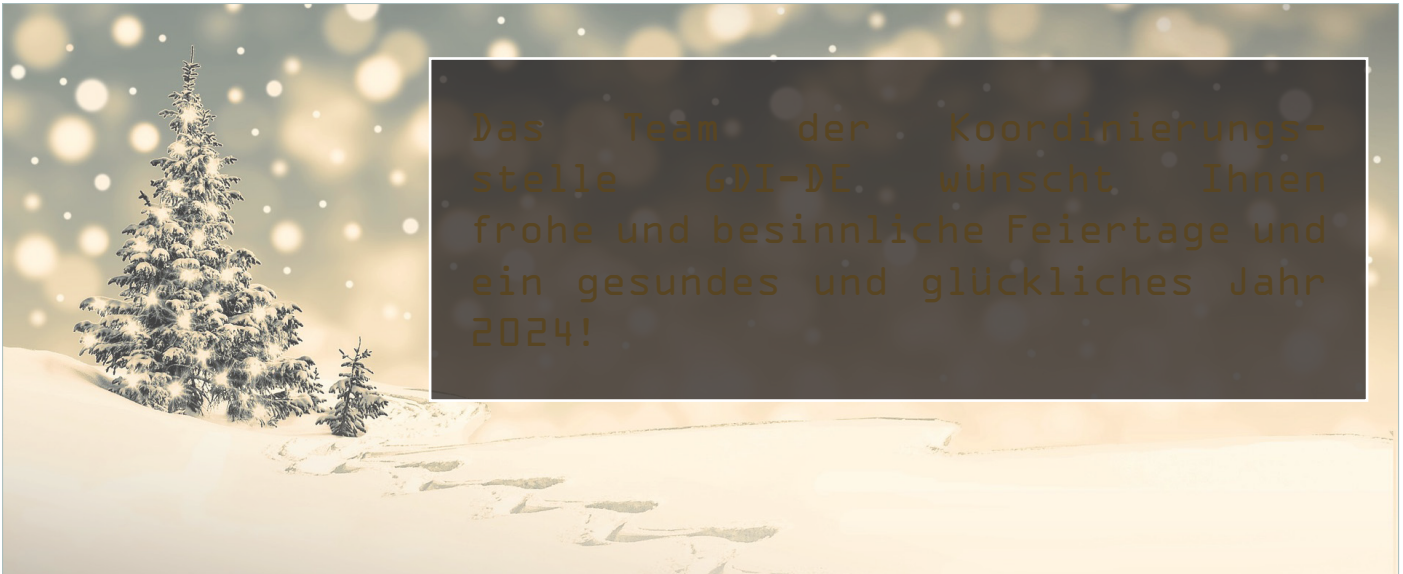 Das Team der Koordinierungs-
stelle GDI-DE wünscht Ihnen
frohe und besinnliche Feiertage und
ein gesundes und glückliches Jahr
2024!